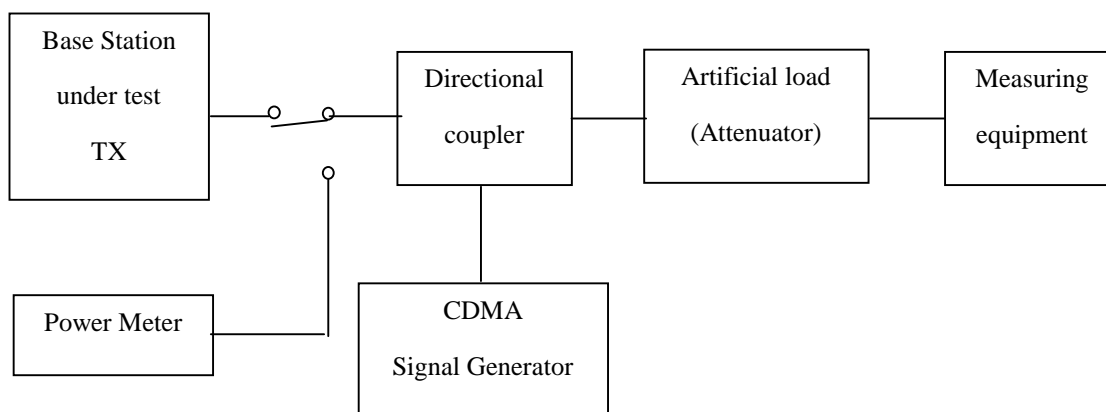 Base Station
under test
TX
Directional
coupler
Artificial load
(Attenuator)
Measuring
equipment
Power Meter
CDMA
Signal Generator